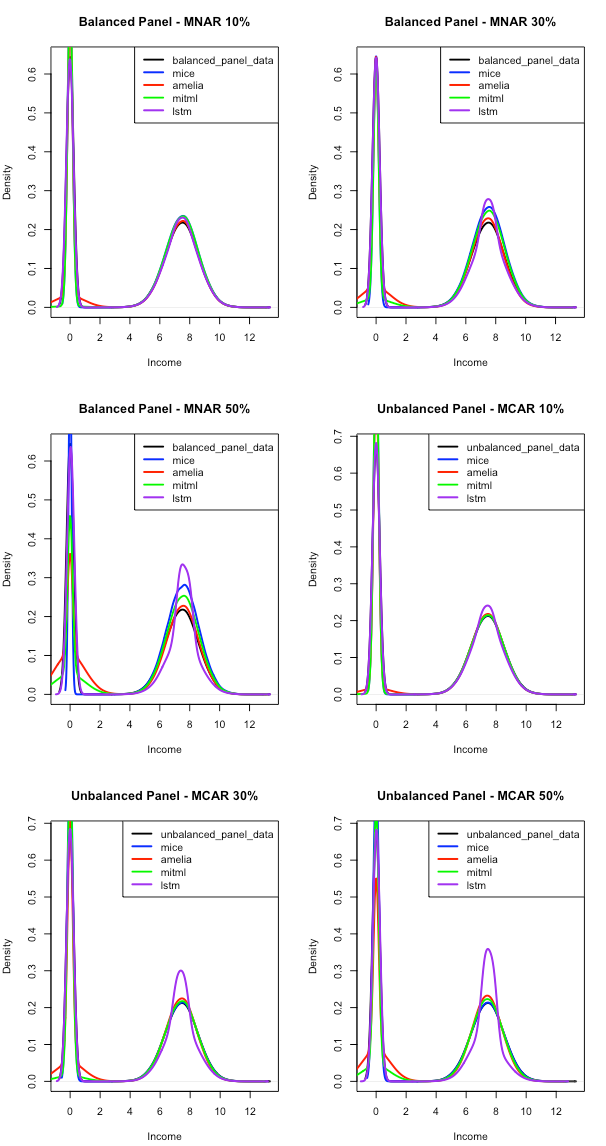 Balanced Panel - MNAR 10%
balanced_panel_data
mice
amelia
mitml
lstm
Density
0.0 0.1 0.2 0.3 0.4 0.5 0.6
0 2 4 6 8 10 12
Income
Balanced Panel - MNAR 30%
balanced_panel_data
mice
amelia
mitml
lstm
Density
0.0 0.1 0.2 0.3 0.4 0.5 0.6
0 2 4 6 8 10 12
Income
Balanced Panel - MNAR 50%
balanced_panel_data
mice
amelia
mitml
lstm
Density
0.0 0.1 0.2 0.3 0.4 0.5 0.6
0 2 4 6 8 10 12
Income
Unbalanced Panel - MCAR 10%
unbalanced_panel_data
mice
amelia
mitml
lstm
Density
0.0 0.1 0.2 0.3 0.4 0.5 0.6 0.7
0 2 4 6 8 10 12
Income
Unbalanced Panel - MCAR 30%
unbalanced_panel_data
mice
amelia
mitml
lstm
Density
0.0 0.1 0.2 0.3 0.4 0.5 0.6 0.7
0 2 4 6 8 10 12
Income
Unbalanced Panel - MCAR 50%
unbalanced_panel_data
mice
amelia
mitml
lstm
Density
0.0 0.1 0.2 0.3 0.4 0.5 0.6 0.7
0 2 4 6 8 10 12
Income